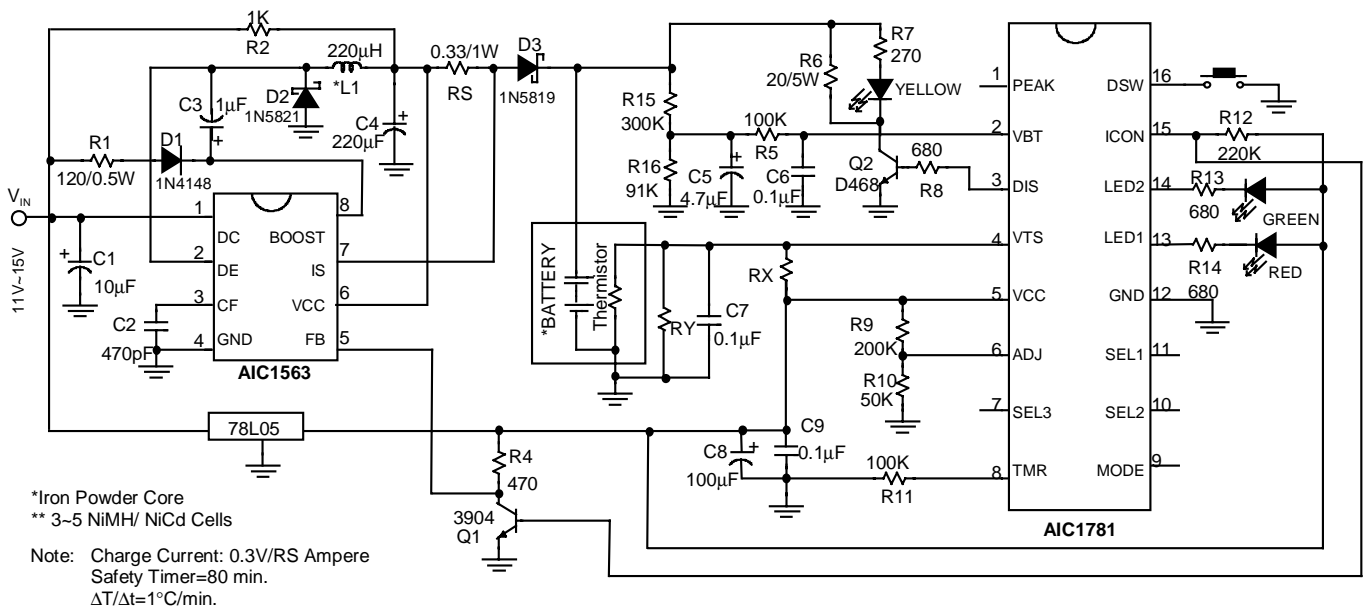 1K
R2
220µH
*L1
0.33/1W
RS
D3
1N5819
C3
1µF
+
D2
1N5821
C4
220µF
+
R1
120/0.5W
D1
1N4148
VIN
11V~15V
+
C1
10µF
C2
470pF
1
2
3
4
DC
DE
CF
GND
BOOST
IS
VCC
FB
8
7
6
5
AIC1563
78L05
R15
300K
R16
91K
100K
R5
+
C5
4.7µF
C6
0.1µF
R6
20/5W
R7
270
YELLOW
Q2
D468
680
R8
*BATTERY
Thermistor
RY
C7
0.1µF
RX
R9
200K
R10
50K
C8
100µF
+
C9
0.1µF
100K
R11
R4
470
3904
Q1
1
PEAK
2
VBT
3
DIS
4
VTS
5
VCC
6
ADJ
7
SEL3
8
TMR
16
DSW
15
ICON
14
LED2
13
LED1
12
GND
11
SEL1
10
SEL2
9
MODE
AIC1781
R12
220K
R13
680
GREEN
R14
680
RED
*Iron Powder Core
** 3~5 NiMH/ NiCd Cells
Note: Charge Current: 0.3V/RS Ampere
Safety Timer=80 min.
ΔT/Δt=1°C/min.